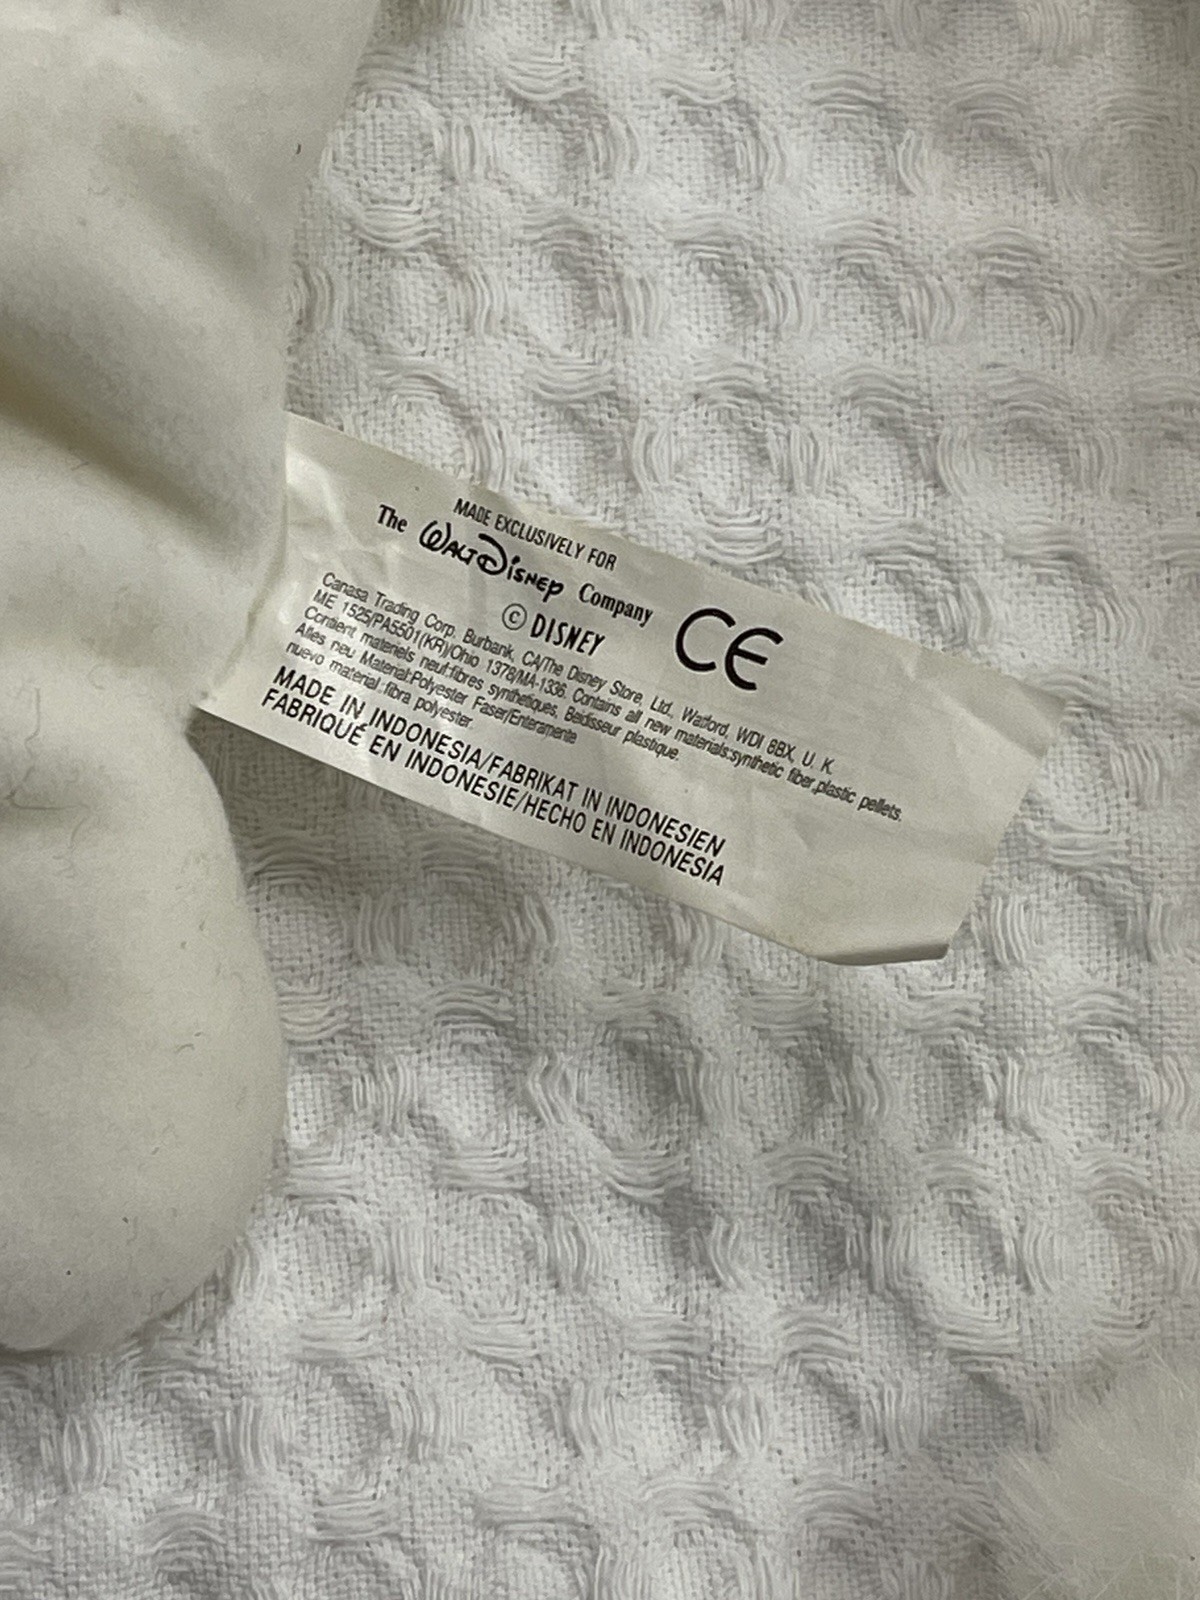 MADE EXCLUSIVELY FOR
The WALT DISNEY Company
© DISNEY
CE
Canasa Trading Corp. Burbank, CA/The Disney Store, Ltd., Watford, WDI 8BX, U. K.
ME 1525/PA5501(KR)/Ohio 1378/MA-1336. Contains all new materials:synthetic fiber,plastic pellets.
Contient materiels neuf:fibres synthetiques, Beidisseur plastique.
Alles neu Material:Polyester Faser/Enteramente
nuevo material:fibra polyester
MADE IN INDONESIA/FABRIKAT IN INDONESIEN
FABRIQUÉ EN INDONESIE/HECHO EN INDONESIA